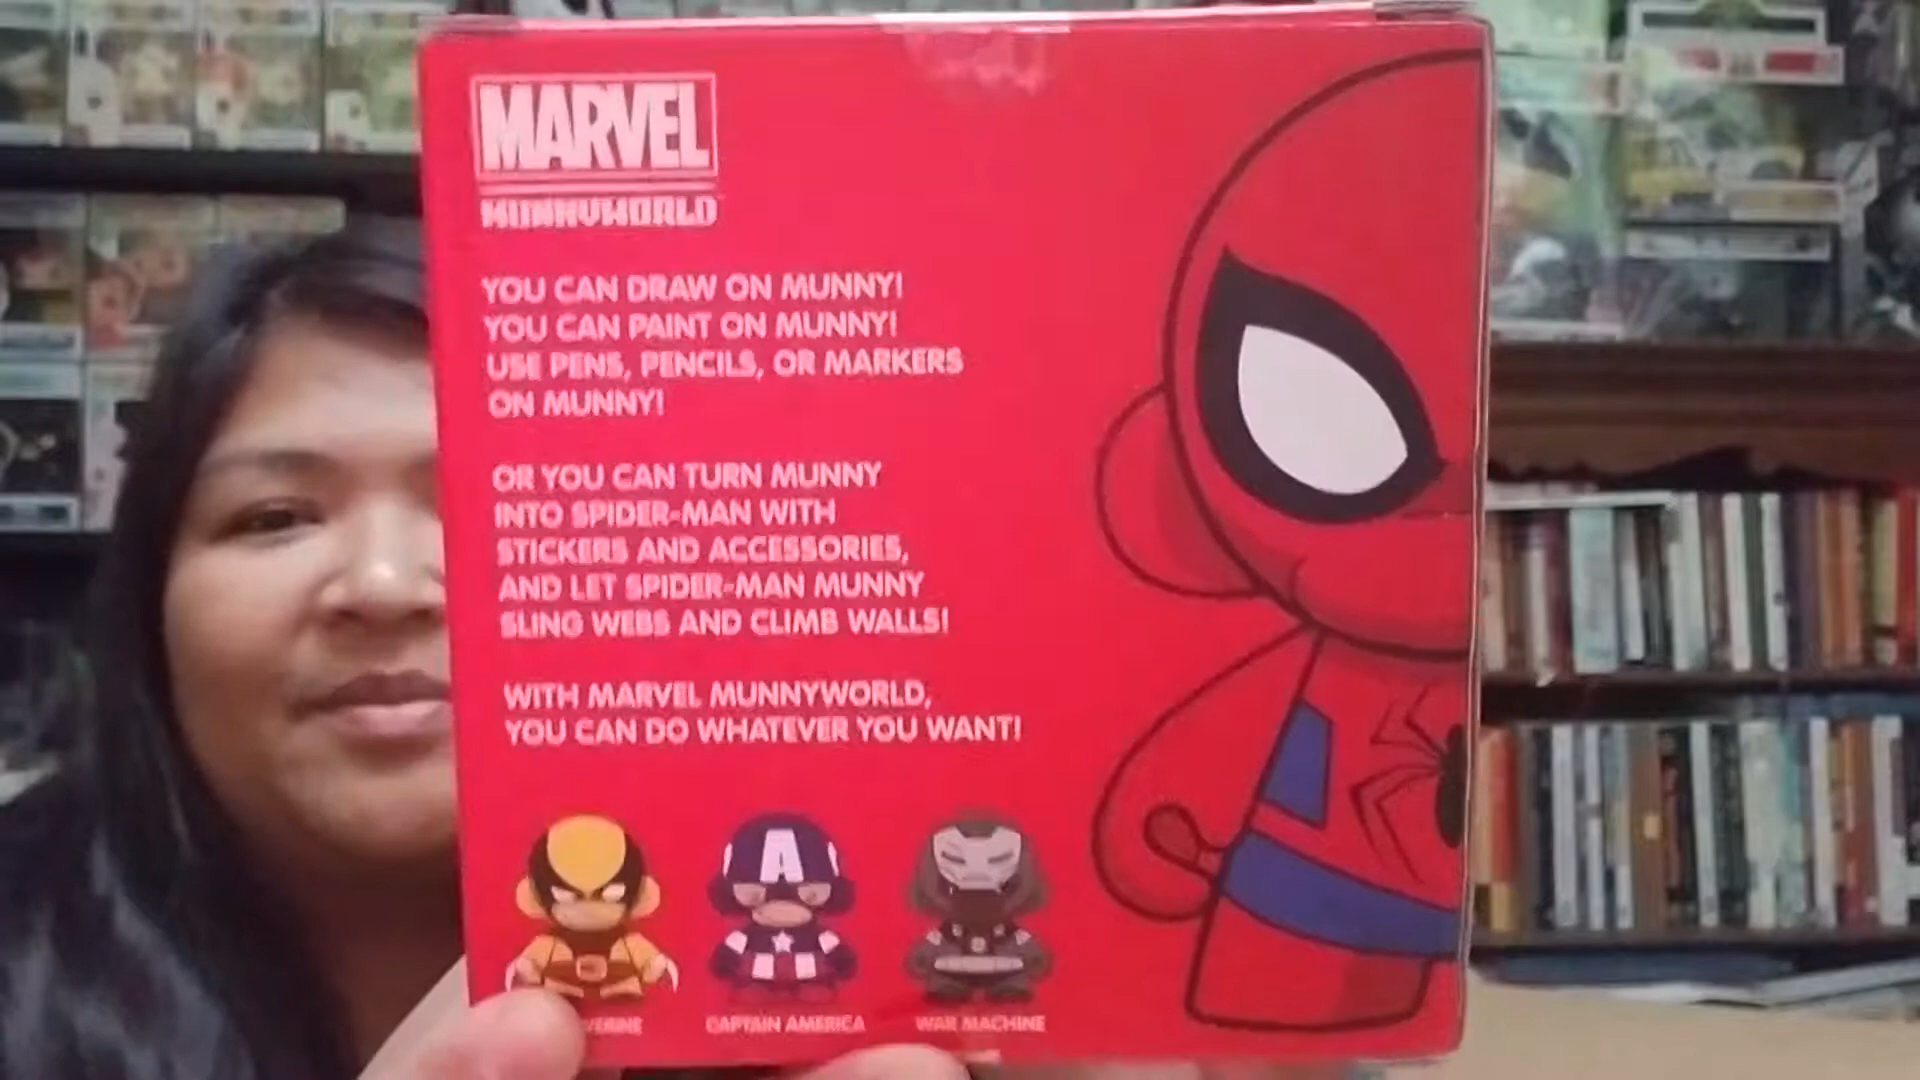 MARVEL
MUNNYWORLD
YOU CAN DRAW ON MUNNY!
YOU CAN PAINT ON MUNNY!
USE PENS, PENCILS, OR MARKERS
ON MUNNY!
OR YOU CAN TURN MUNNY
INTO SPIDER-MAN WITH
STICKERS AND ACCESSORIES,
AND LET SPIDER-MAN MUNNY
SLING WEBS AND CLIMB WALLS!
WITH MARVEL MUNNYWORLD,
YOU CAN DO WHATEVER YOU WANT!
A
VERINE CAPTAIN AMERICA WAR MACHINE